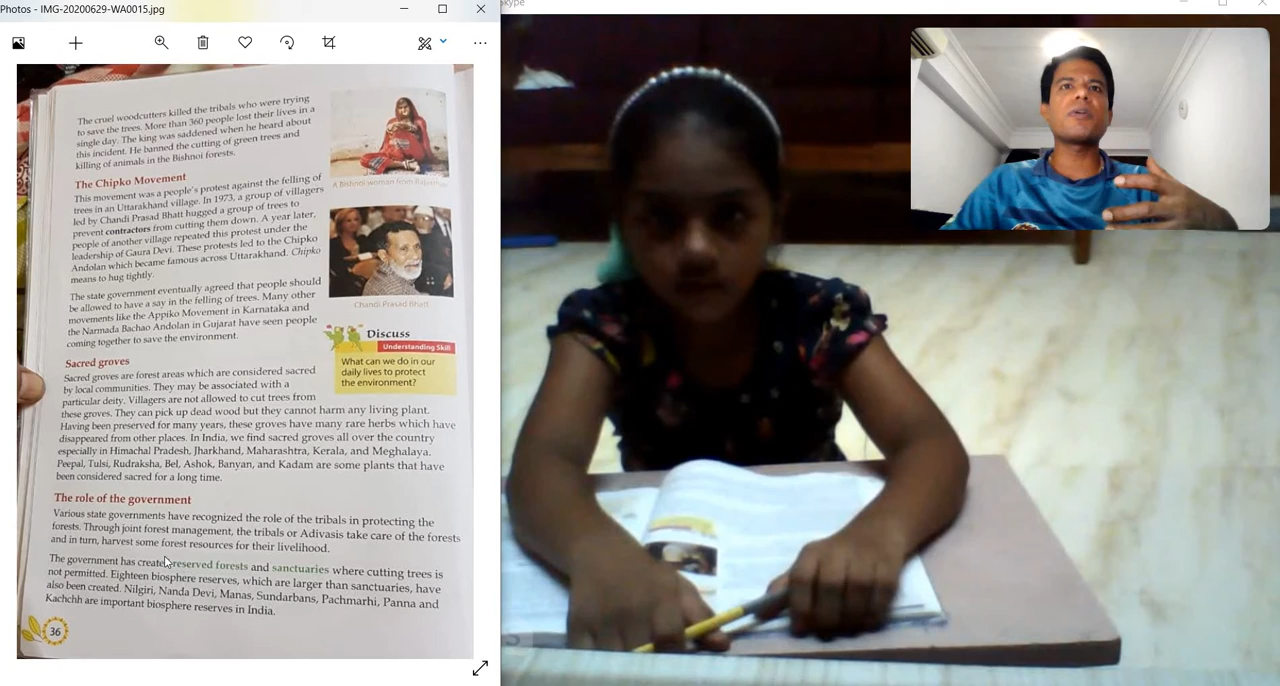 Photos - IMG-20200629-WA0015.jpg
Skype
The cruel woodcutters killed the tribals who were trying
to save the trees. More than 360 people lost their lives in a
single day. The king was saddened when he heard about
this incident. He banned the cutting of green trees and
killing of animals in the Bishnoi forests.
A Bishnoi woman from Rajasthan
The Chipko Movement
This movement was a people's protest against the felling of
trees in an Uttarakhand village. In 1973, a group of villagers
led by Chandi Prasad Bhatt hugged a group of trees to
prevent contractors from cutting them down. A year later,
people of another village repeated this protest under the
leadership of Gaura Devi. These protests led to the Chipko
Andolan which became famous across Uttarakhand. Chipko
means to hug tightly.
Chandi Prasad Bhatt
The state government eventually agreed that people should
be allowed to have a say in the felling of trees. Many other
movements like the Appiko Movement in Karnataka and
the Narmada Bachao Andolan in Gujarat have seen people
coming together to save the environment.
Discuss
Understanding Skill
What can we do in our
daily lives to protect
the environment?
Sacred groves
Sacred groves are forest areas which are considered sacred
by local communities. They may be associated with a
particular deity. Villagers are not allowed to cut trees from
these groves. They can pick up dead wood but they cannot harm any living plant.
Having been preserved for many years, these groves have many rare herbs which have
disappeared from other places. In India, we find sacred groves all over the country
especially in Himachal Pradesh, Jharkhand, Maharashtra, Kerala, and Meghalaya.
Peepal, Tulsi, Rudraksha, Bel, Ashok, Banyan, and Kadam are some plants that have
been considered sacred for a long time.
The role of the government
Various state governments have recognized the role of the tribals in protecting the
forests. Through joint forest management, the tribals or Adivasis take care of the forests
and in turn, harvest some forest resources for their livelihood.
The government has created reserved forests and sanctuaries where cutting trees is
not permitted. Eighteen biosphere reserves, which are larger than sanctuaries, have
also been created. Nilgiri, Nanda Devi, Manas, Sundarbans, Pachmarhi, Panna and
Kachchh are important biosphere reserves in India.
36